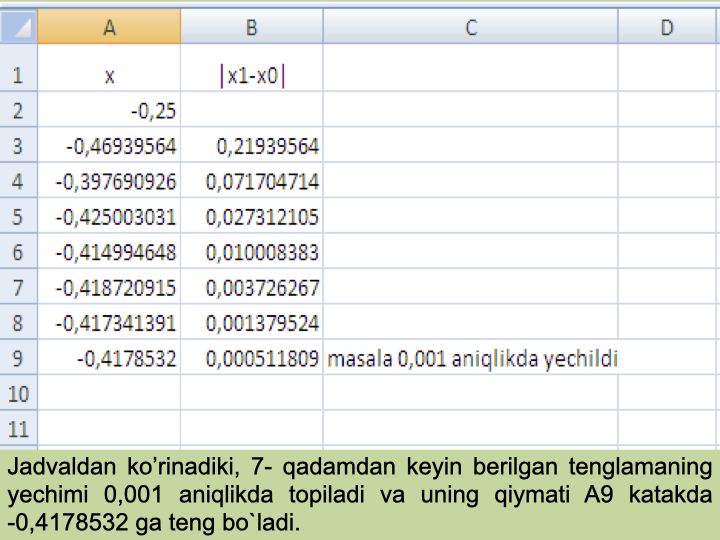 A B C D
1 x |x1-x0|
2 -0,25
3 -0,46939564 0,21939564
4 -0,397690926 0,071704714
5 -0,425003031 0,027312105
6 -0,414994648 0,010008383
7 -0,418720915 0,003726267
8 -0,417341391 0,001379524
9 -0,4178532 0,000511809 masala 0,001 aniqlikda yechildi
10
11
Jadvaldan ko’rinadiki, 7- qadamdan keyin berilgan tenglamaning
yechimi 0,001 aniqlikda topiladi va uning qiymati A9 katakda
-0,4178532 ga teng bo`ladi.